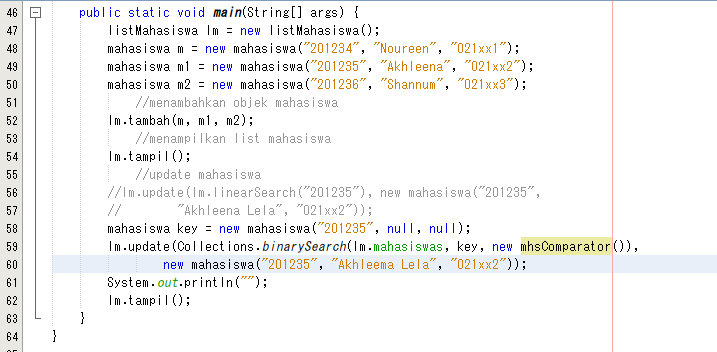 46 public static void main(String[] args) {
47 listMahasiswa lm = new listMahasiswa();
48 mahasiswa m = new mahasiswa("201234", "Noureen", "021xx1");
49 mahasiswa m1 = new mahasiswa("201235", "Akhleena", "021xx2");
50 mahasiswa m2 = new mahasiswa("201236", "Shannum", "021xx3");
51 //menambahkan objek mahasiswa
52 lm.tambah(m, m1, m2);
53 //menampilkan list mahasiswa
54 lm.tampil();
55 //update mahasiswa
56 //lm.update(lm.linearSearch("201235"), new mahasiswa("201235",
57 // "Akhleena Lela", "021xx2"));
58 mahasiswa key = new mahasiswa("201235", null, null);
59 lm.update(Collections.binarySearch(lm.mahasiswas, key, new mhsComparator()),
60 new mahasiswa("201235", "Akhleema Lela", "021xx2"));
61 System.out.println("");
62 lm.tampil();
63 }
64 }